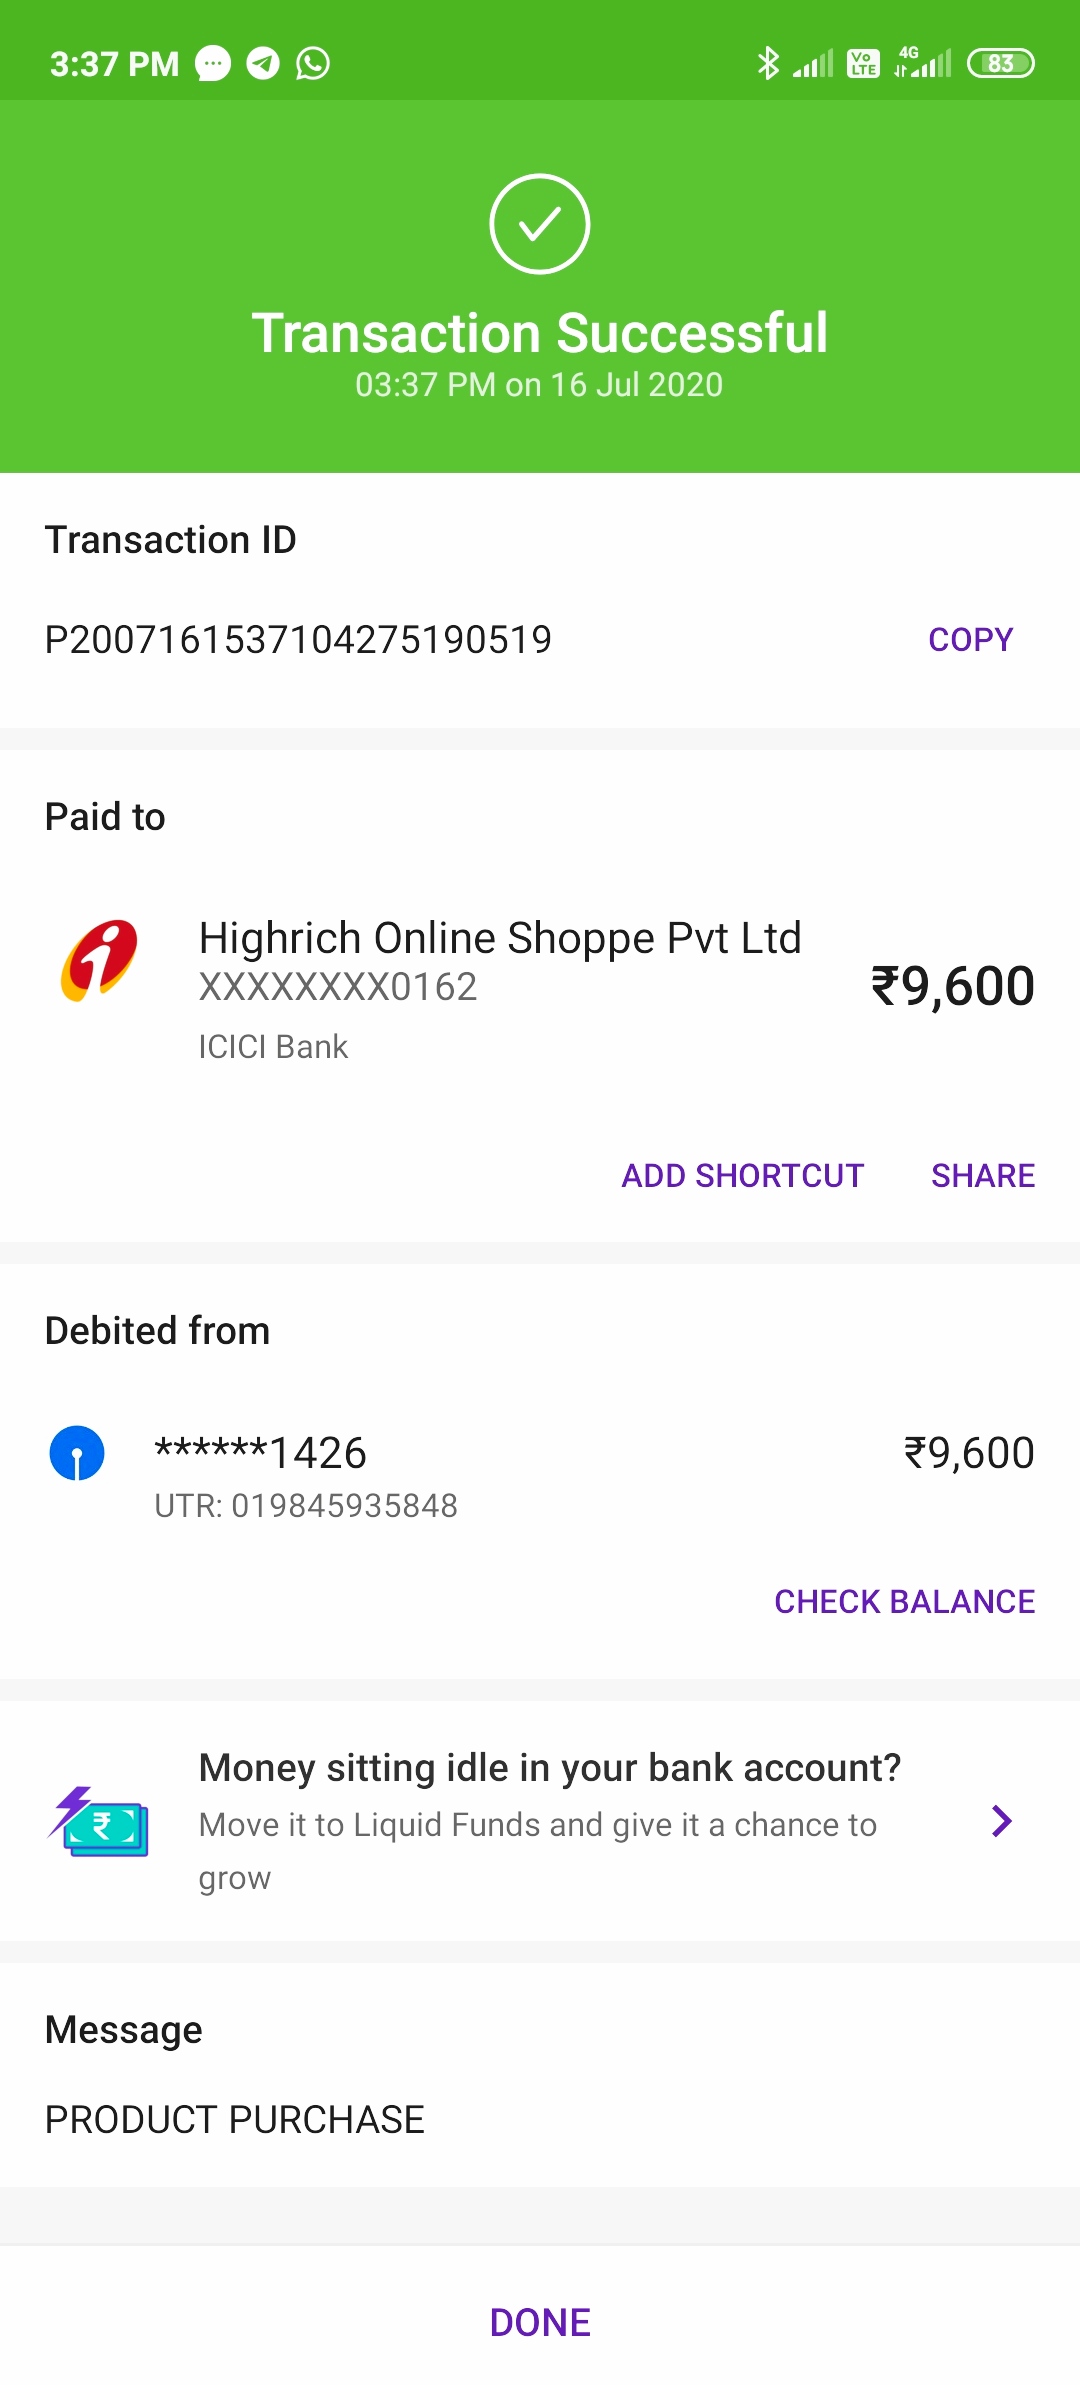 3:37 PM
Vo LTE
4G
83
Transaction Successful
03:37 PM on 16 Jul 2020
Transaction ID
P2007161537104275190519
COPY
Paid to
Highrich Online Shoppe Pvt Ltd
XXXXXXXX0162
₹9,600
ICICI Bank
ADD SHORTCUT
SHARE
Debited from
******1426
₹9,600
UTR: 019845935848
CHECK BALANCE
Money sitting idle in your bank account?
Move it to Liquid Funds and give it a chance to
grow
Message
PRODUCT PURCHASE
DONE